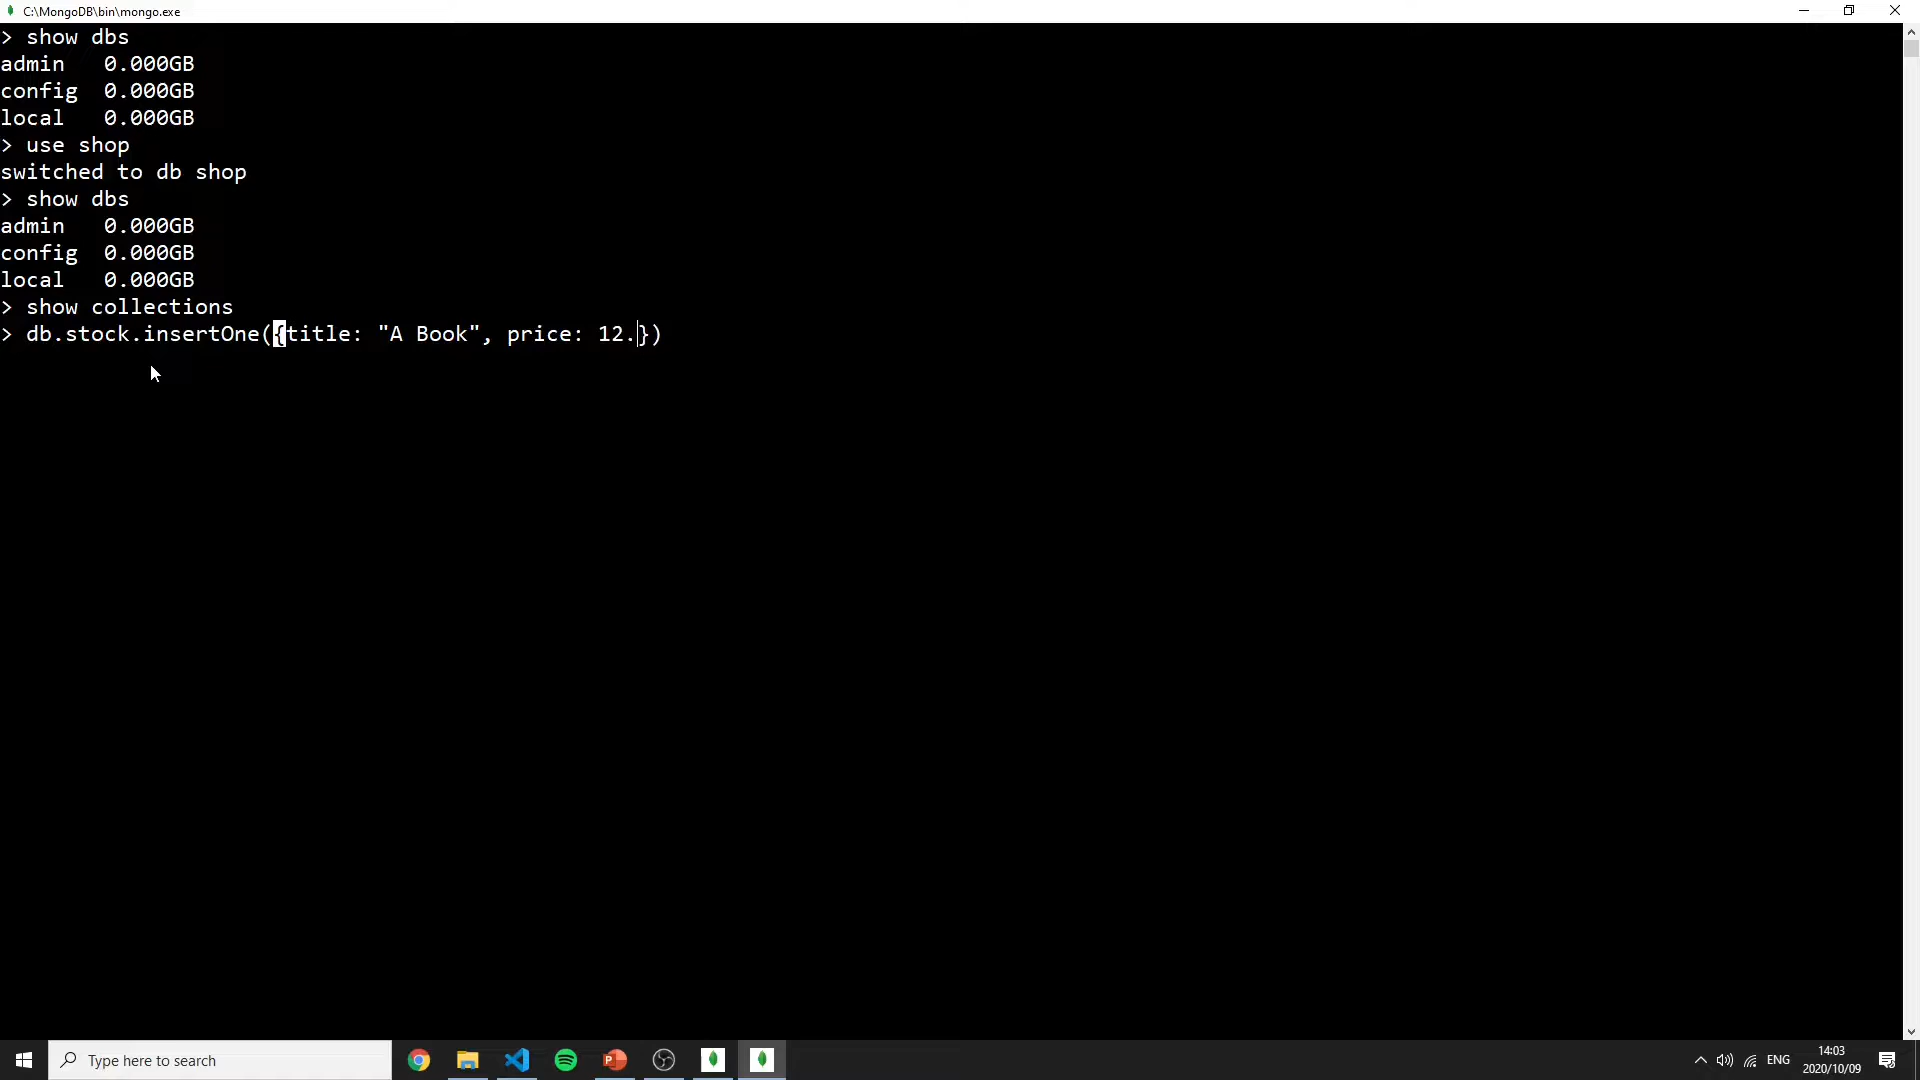 C:\MongoDB\bin\mongo.exe
> show dbs
admin   0.000GB
config  0.000GB
local   0.000GB
> use shop
switched to db shop
> show dbs
admin   0.000GB
config  0.000GB
local   0.000GB
> show collections
> db.stock.insertOne({title: "A Book", price: 12.})
Type here to search
ENG
14:03
2020/10/09